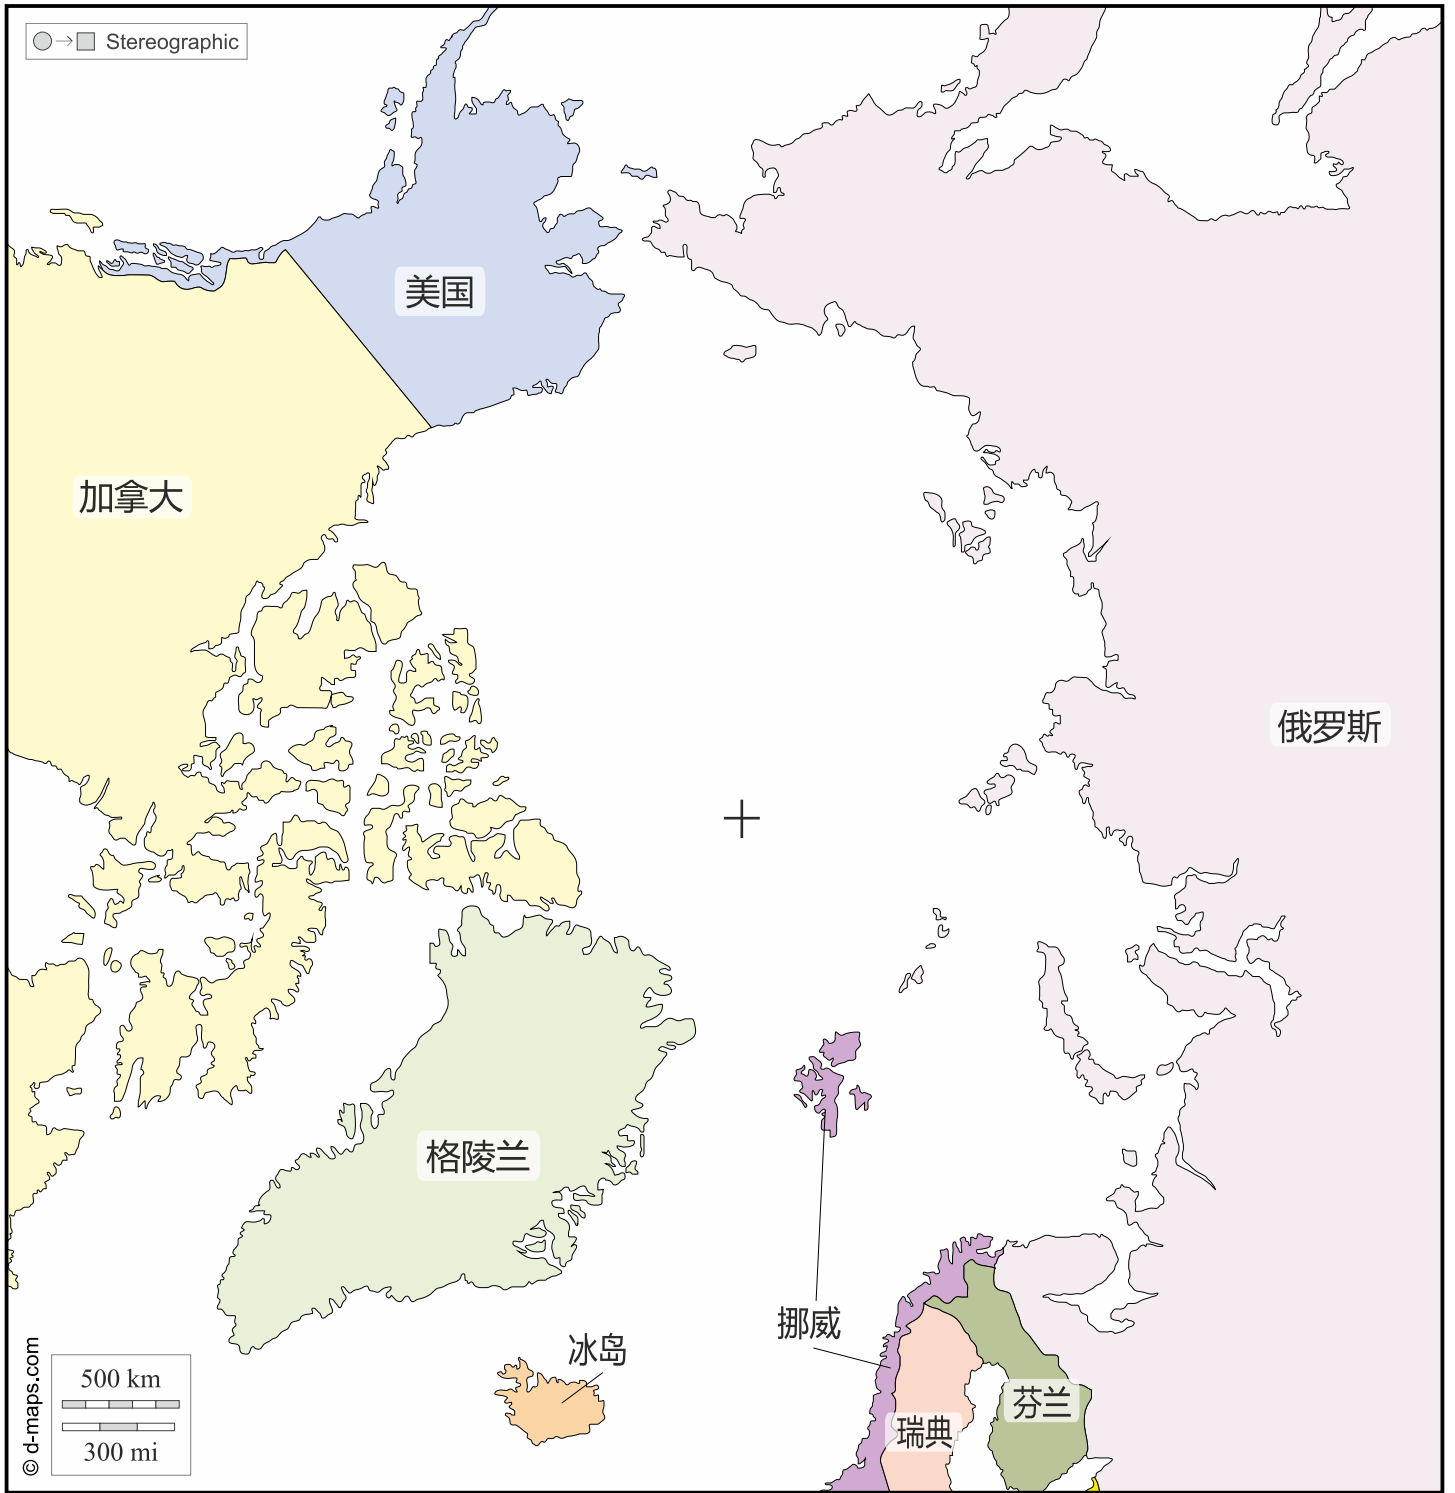 Stereographic
美国
加拿大
俄罗斯
格陵兰
挪威
冰岛
芬兰
瑞典
500 km
300 mi
© d-maps.com